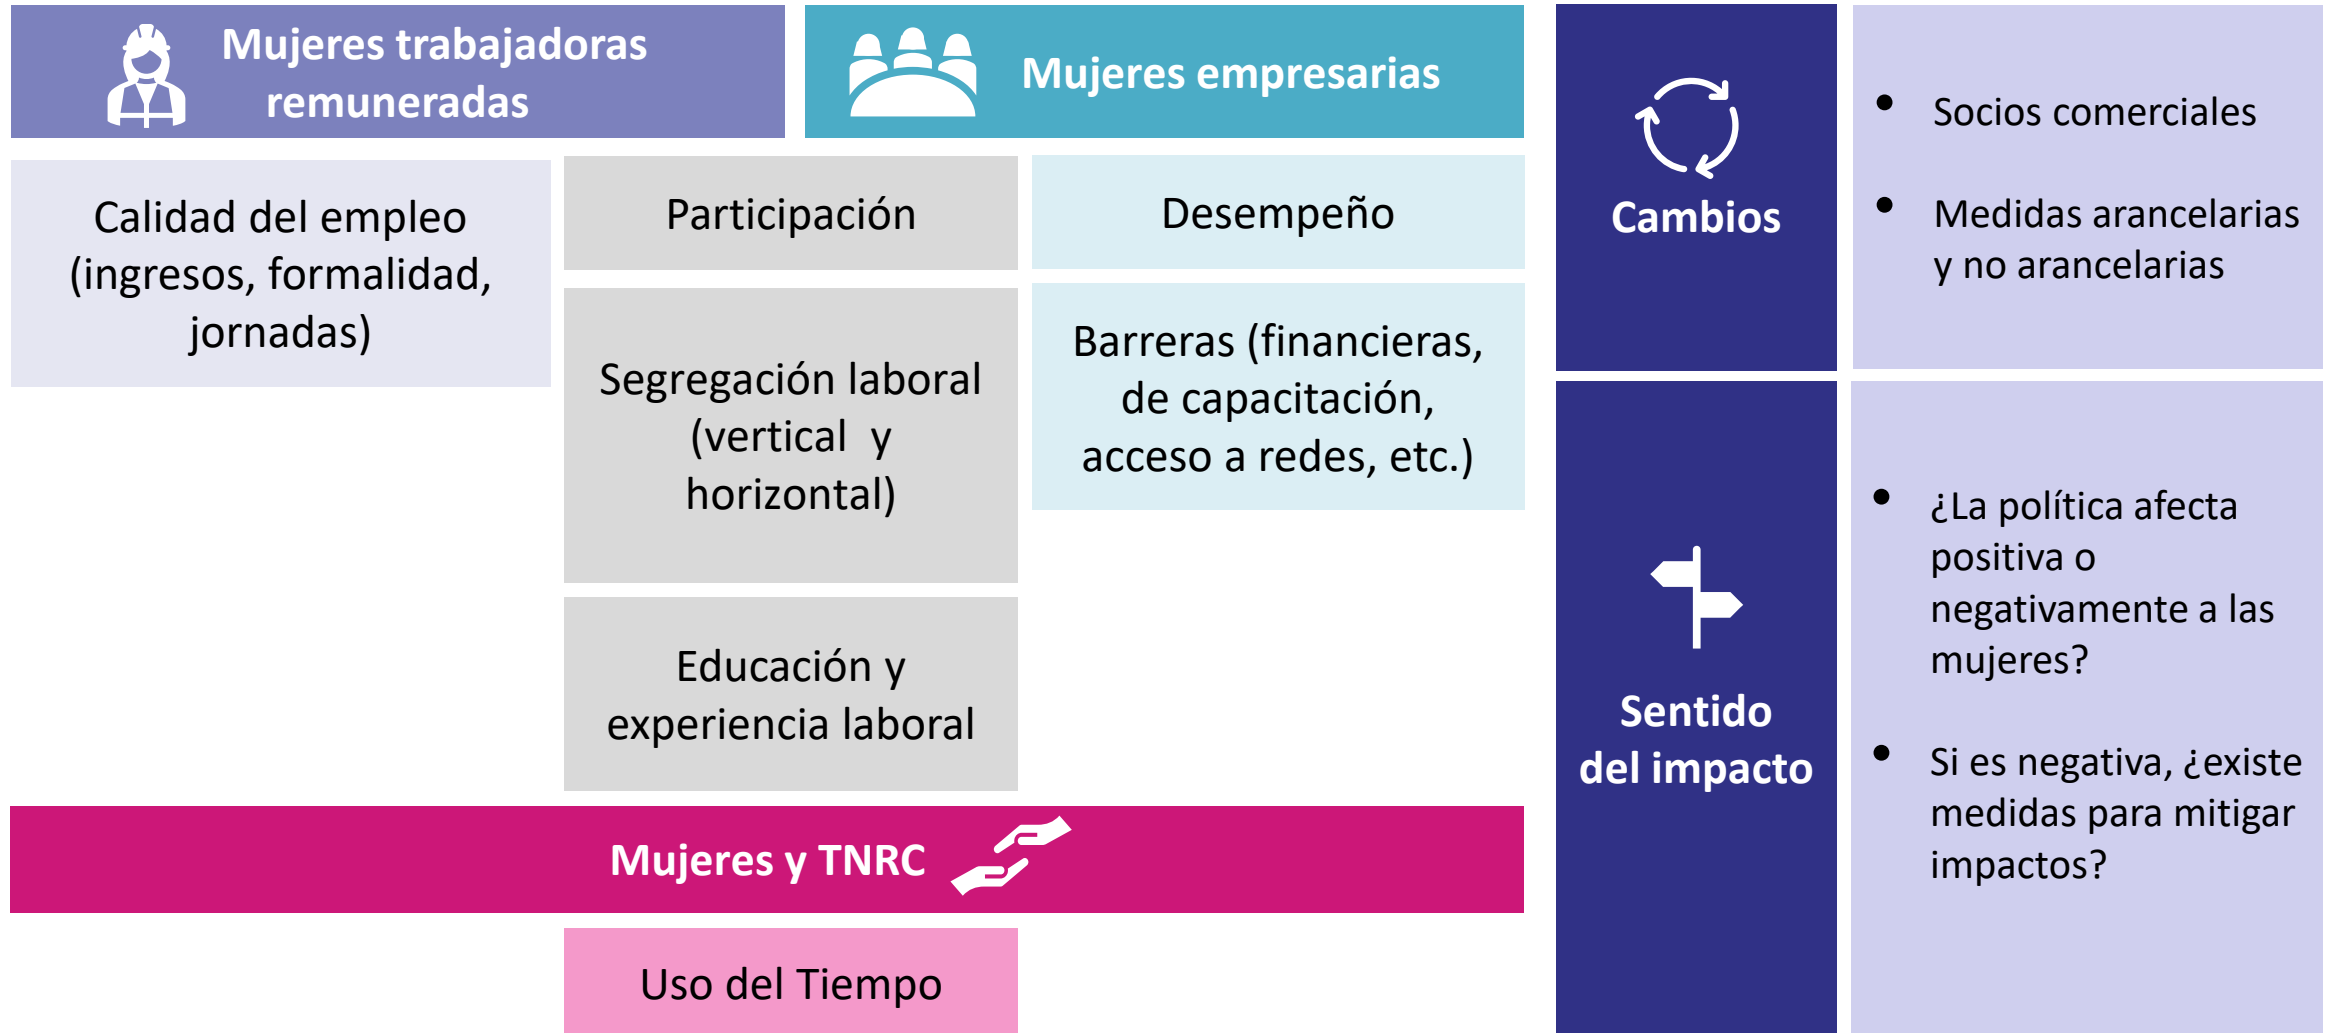 Mujeres trabajadoras
remuneradas
Mujeres empresarias
Calidad del empleo
(ingresos, formalidad,
jornadas)
Participación
Segregación laboral
(vertical y
horizontal)
Educación y
experiencia laboral
Desempeño
Barreras (financieras,
de capacitación,
acceso a redes, etc.)
Mujeres y TNRC
Uso del Tiempo
Cambios
• Socios comerciales
• Medidas arancelarias
y no arancelarias
Sentido
del impacto
• ¿La política afecta
positiva o
negativamente a las
mujeres?
• Si es negativa, ¿existe
medidas para mitigar
impactos?